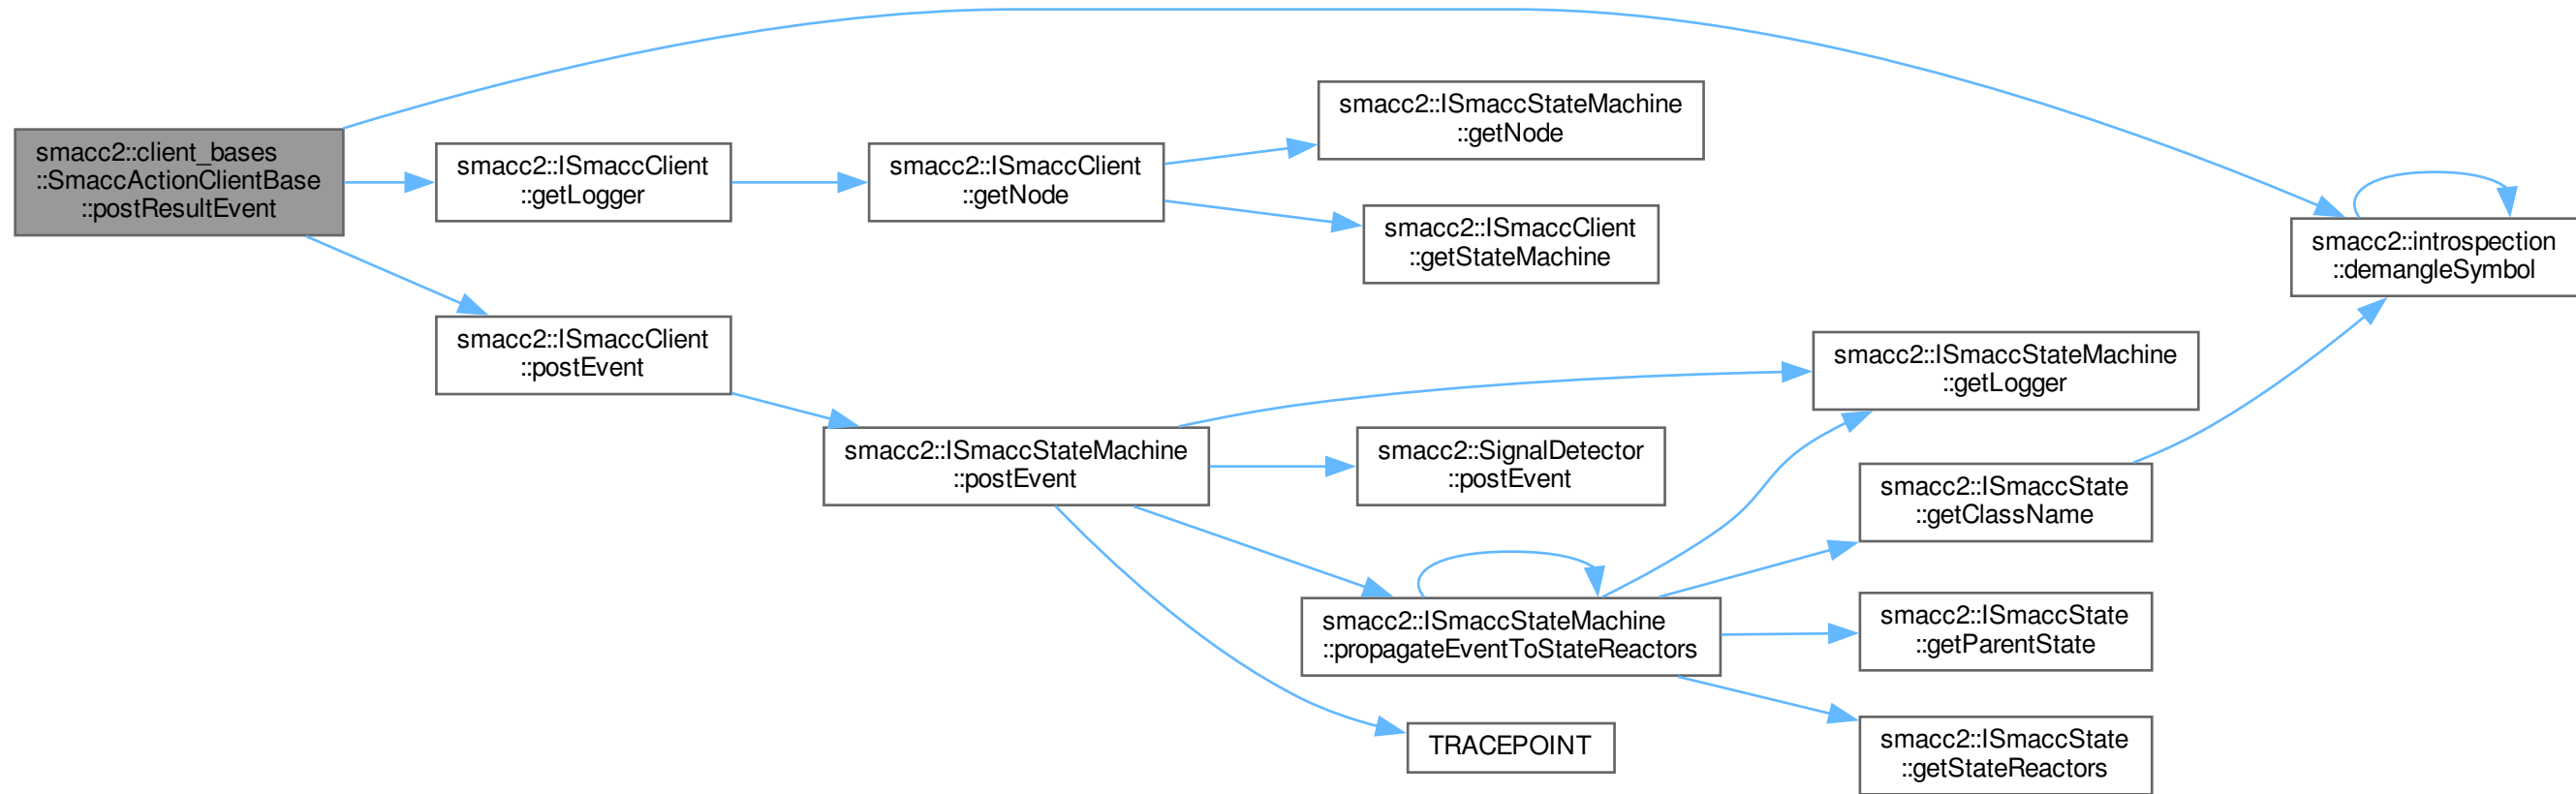 smacc2::client_bases
::SmaccActionClientBase
::postResultEvent
smacc2::ISmaccClient
::getLogger
smacc2::ISmaccClient
::getNode
smacc2::ISmaccStateMachine
::getNode
smacc2::ISmaccClient
::getStateMachine
smacc2::introspection
::demangleSymbol
smacc2::ISmaccClient
::postEvent
smacc2::ISmaccStateMachine
::postEvent
smacc2::ISmaccStateMachine
::getLogger
smacc2::SignalDetector
::postEvent
smacc2::ISmaccStateMachine
::propagateEventToStateReactors
smacc2::ISmaccState
::getClassName
smacc2::ISmaccState
::getParentState
smacc2::ISmaccState
::getStateReactors
TRACEPOINT